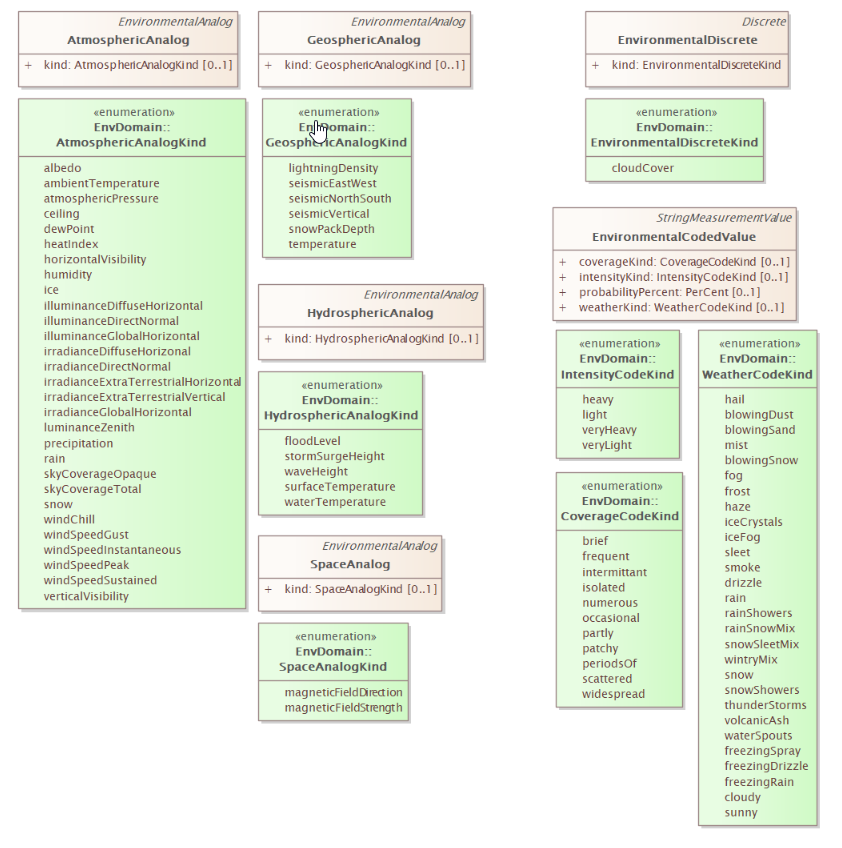 EnvironmentalAnalog
AtmosphericAnalog
+ kind: AtmosphericAnalogKind [0..1]
«enumeration»
EnvDomain::
AtmosphericAnalogKind
albedo
ambientTemperature
atmosphericPressure
ceiling
dewPoint
heatIndex
horizontalVisibility
humidity
ice
illuminanceDiffuseHorizontal
illuminanceDirectNormal
illuminanceGlobalHorizontal
irradianceDiffuseHorizonal
irradianceDirectNormal
irradianceExtraTerrestrialHorizontal
irradianceExtraTerrestrialVertical
irradianceGlobalHorizontal
luminanceZenith
precipitation
rain
skyCoverageOpaque
skyCoverageTotal
snow
windChill
windSpeedGust
windSpeedInstantaneous
windSpeedPeak
windSpeedSustained
verticalVisibility
EnvironmentalAnalog
GeosphericAnalog
+ kind: GeosphericAnalogKind [0..1]
«enumeration»
EnvDomain::
GeosphericAnalogKind
lightningDensity
seismicEastWest
seismicNorthSouth
seismicVertical
snowPackDepth
temperature
EnvironmentalAnalog
HydrosphericAnalog
+ kind: HydrosphericAnalogKind [0..1]
«enumeration»
EnvDomain::
HydrosphericAnalogKind
floodLevel
stormSurgeHeight
waveHeight
surfaceTemperature
waterTemperature
EnvironmentalAnalog
SpaceAnalog
+ kind: SpaceAnalogKind [0..1]
«enumeration»
EnvDomain::
SpaceAnalogKind
magneticFieldDirection
magneticFieldStrength
Discrete
EnvironmentalDiscrete
+ kind: EnvironmentalDiscreteKind
«enumeration»
EnvDomain::
EnvironmentalDiscreteKind
cloudCover
StringMeasurementValue
EnvironmentalCodedValue
+ coverageKind: CoverageCodeKind [0..1]
+ intensityKind: IntensityCodeKind [0..1]
+ probabilityPercent: PerCent [0..1]
+ weatherKind: WeatherCodeKind [0..1]
«enumeration»
EnvDomain::
IntensityCodeKind
heavy
light
veryHeavy
veryLight
«enumeration»
EnvDomain::
CoverageCodeKind
brief
frequent
intermittant
isolated
numerous
occasional
partly
patchy
periodsOf
scattered
widespread
«enumeration»
EnvDomain::
WeatherCodeKind
hail
blowingDust
blowingSand
mist
blowingSnow
fog
frost
haze
iceCrystals
iceFog
sleet
smoke
drizzle
rain
rainShowers
rainSnowMix
snowSleetMix
wintryMix
snow
snowShowers
thunderStorms
volcanicAsh
waterSpouts
freezingSpray
freezingDrizzle
freezingRain
cloudy
sunny